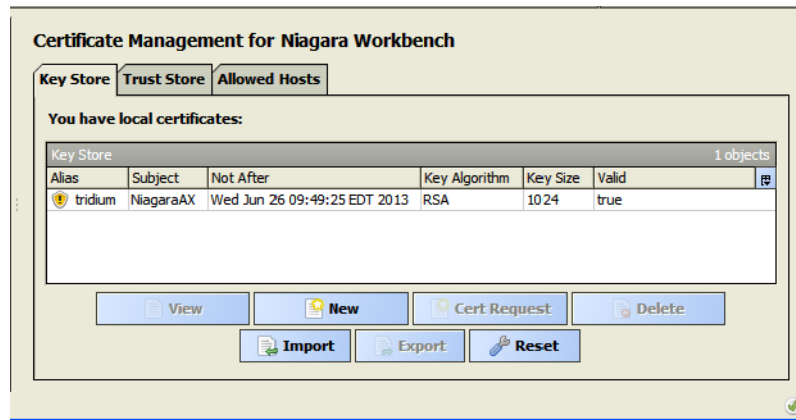 Certificate Management for Niagara Workbench
Key Store Trust Store Allowed Hosts
You have local certificates:
Key Store 1 objects
Alias Subject Not After Key Algorithm Key Size Valid
tridium NiagaraAX Wed Jun 26 09:49:25 EDT 2013 RSA 1024 true
View New Cert Request Delete
Import Export Reset